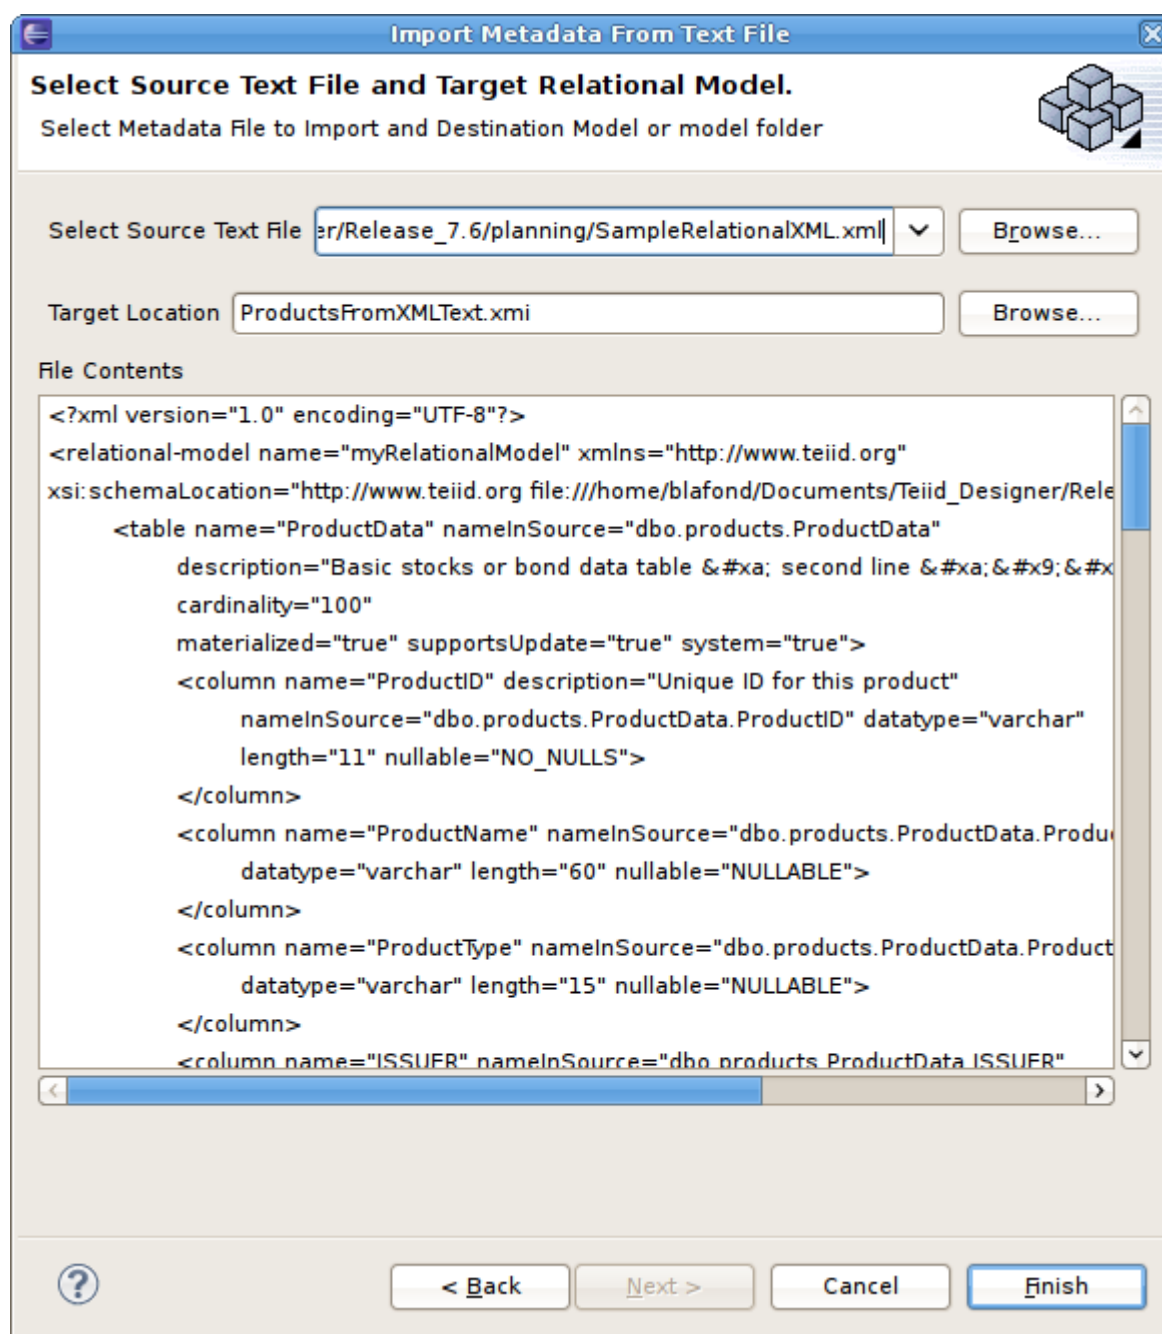 Import Metadata From Text File
Select Source Text File and Target Relational Model.
Select Metadata File to Import and Destination Model or model folder
Select Source Text File er/Release_7.6/planning/SampleRelationalXML.xml Browse...
Target Location ProductsFromXMLText.xmi Browse...
File Contents
<?xml version="1.0" encoding="UTF-8"?>
<relational-model name="myRelationalModel" xmlns="http://www.teiid.org"
xsi:schemaLocation="http://www.teiid.org file:///home/blafond/Documents/Teiid_Designer/Rele
<table name="ProductData" nameInSource="dbo.products.ProductData"
description="Basic stocks or bond data table &#xa; second line &#xa;&#x9;&#x
cardinality="100"
materialized="true" supportsUpdate="true" system="true">
<column name="ProductID" description="Unique ID for this product"
nameInSource="dbo.products.ProductData.ProductID" datatype="varchar"
length="11" nullable="NO_NULLS">
</column>
<column name="ProductName" nameInSource="dbo.products.ProductData.Produ
datatype="varchar" length="60" nullable="NULLABLE">
</column>
<column name="ProductType" nameInSource="dbo.products.ProductData.Product
datatype="varchar" length="15" nullable="NULLABLE">
</column>
<column name="ISSUER" nameInSource="dbo.products.ProductData.ISSUER"
< Back Next > Cancel Finish